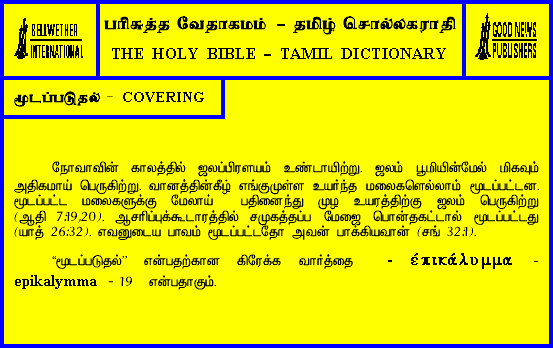 BELLWETHER
INTERNATIONAL
பரிசுத்த வேதாகமம் – தமிழ் சொல்லகராதி
THE HOLY BIBLE – TAMIL DICTIONARY
GOOD NEWS
PUBLISHERS
மூடப்படுதல் – COVERING
நோவாவின் காலத்தில் ஜலப்பிரளயம் உண்டாயிற்று. ஜலம் பூமியின்மேல் மிகவும்
அதிகமாய் பெருகிற்று. வானத்தின்கீழ் எங்குமுள்ள உயர்ந்த மலைகளெல்லாம் மூடப்பட்டன.
மூடப்பட்ட மலைகளுக்கு மேலாய் பதினைந்து முழ உயரத்திற்கு ஜலம் பெருகிற்று
(ஆதி 7:19,20). ஆசரிப்புக்கூடாரத்தில் சமுகத்தப்ப மேஜை பொன்தகட்டால் மூடப்பட்டது
(யாத் 26:32). எவனுடைய பாவம் மூடப்பட்டதோ அவன் பாக்கியவான் (சங் 32:1).
“மூடப்படுதல்” என்பதற்கான கிரேக்க வார்த்தை - έπικάλυμμα -
epikalymma - 19 என்பதாகும்.